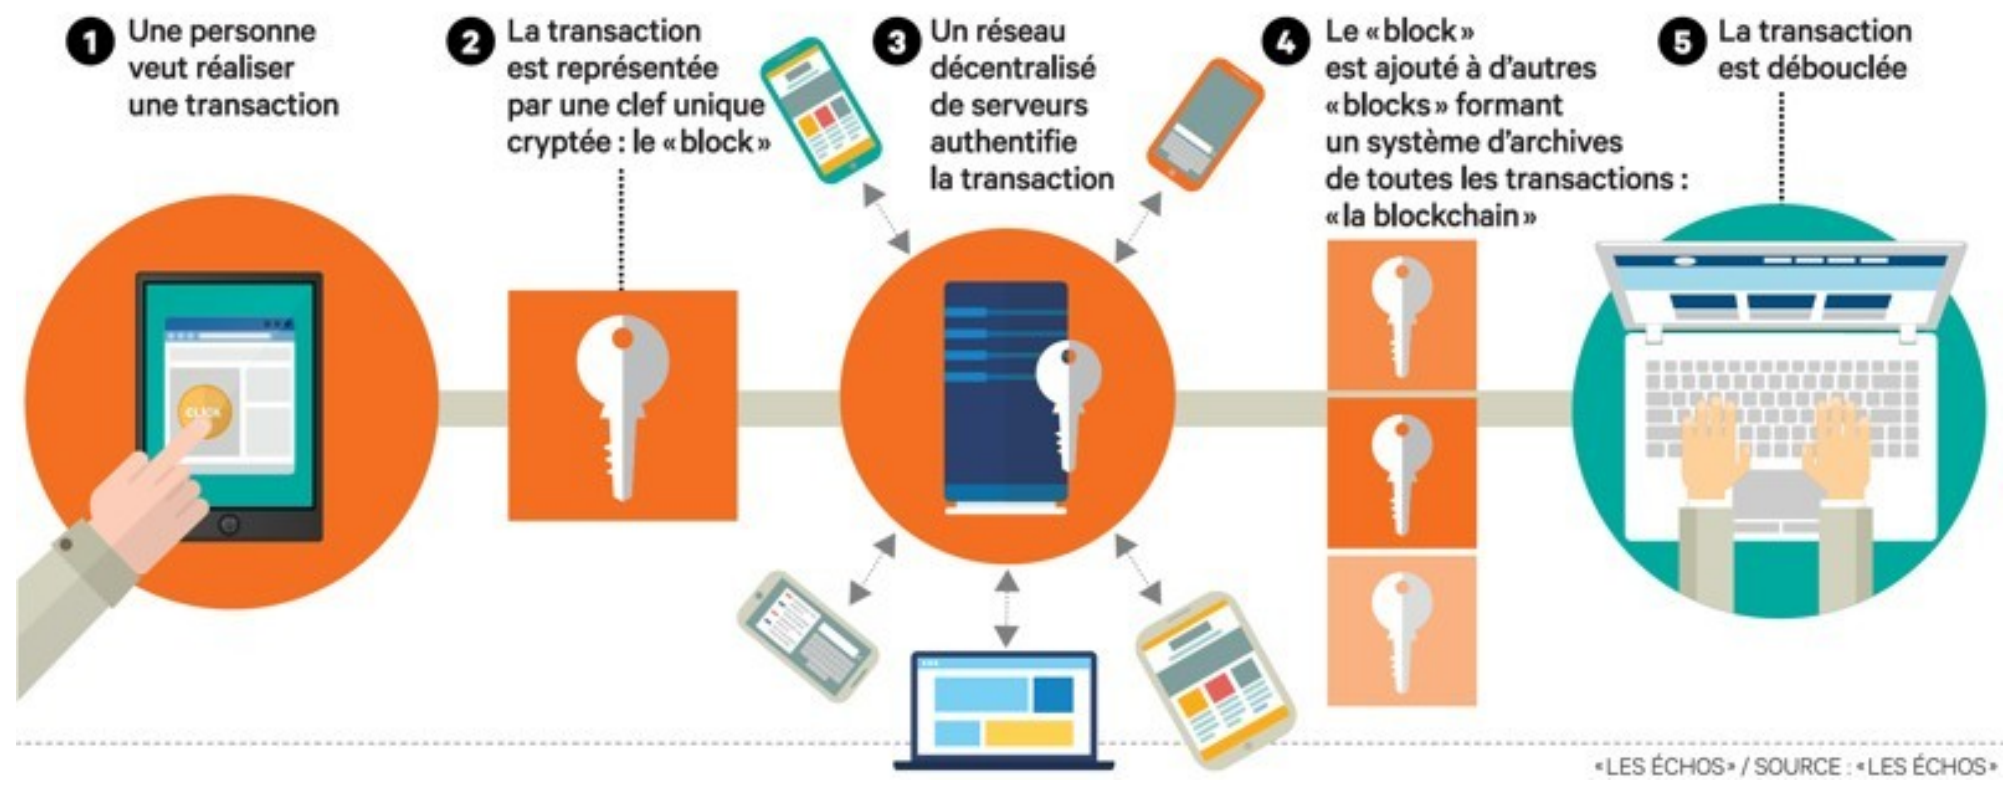 1 Une personne
veut réaliser
une transaction
2 La transaction
est représentée
par une clef unique
cryptée : le « block »
3 Un réseau
décentralisé
de serveurs
authentifie
la transaction
4 Le « block »
est ajouté à d'autres
« blocks » formant
un système d'archives
de toutes les transactions :
« la blockchain »
5 La transaction
est débouclée
CLICK
« LES ÉCHOS » / SOURCE : « LES ÉCHOS »